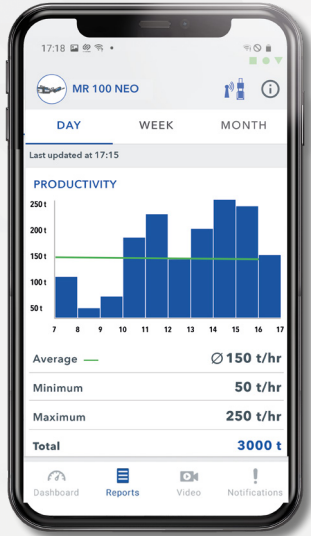 17:18
MR 100 NEO
DAY WEEK MONTH
Last updated at 17:15
PRODUCTIVITY
250 t
200 t
150 t
100 t
50 t
7 8 9 10 11 12 13 14 15 16 17
Average Ø 150 t/hr
Minimum 50 t/hr
Maximum 250 t/hr
Total 3000 t
Dashboard Reports Video Notifications